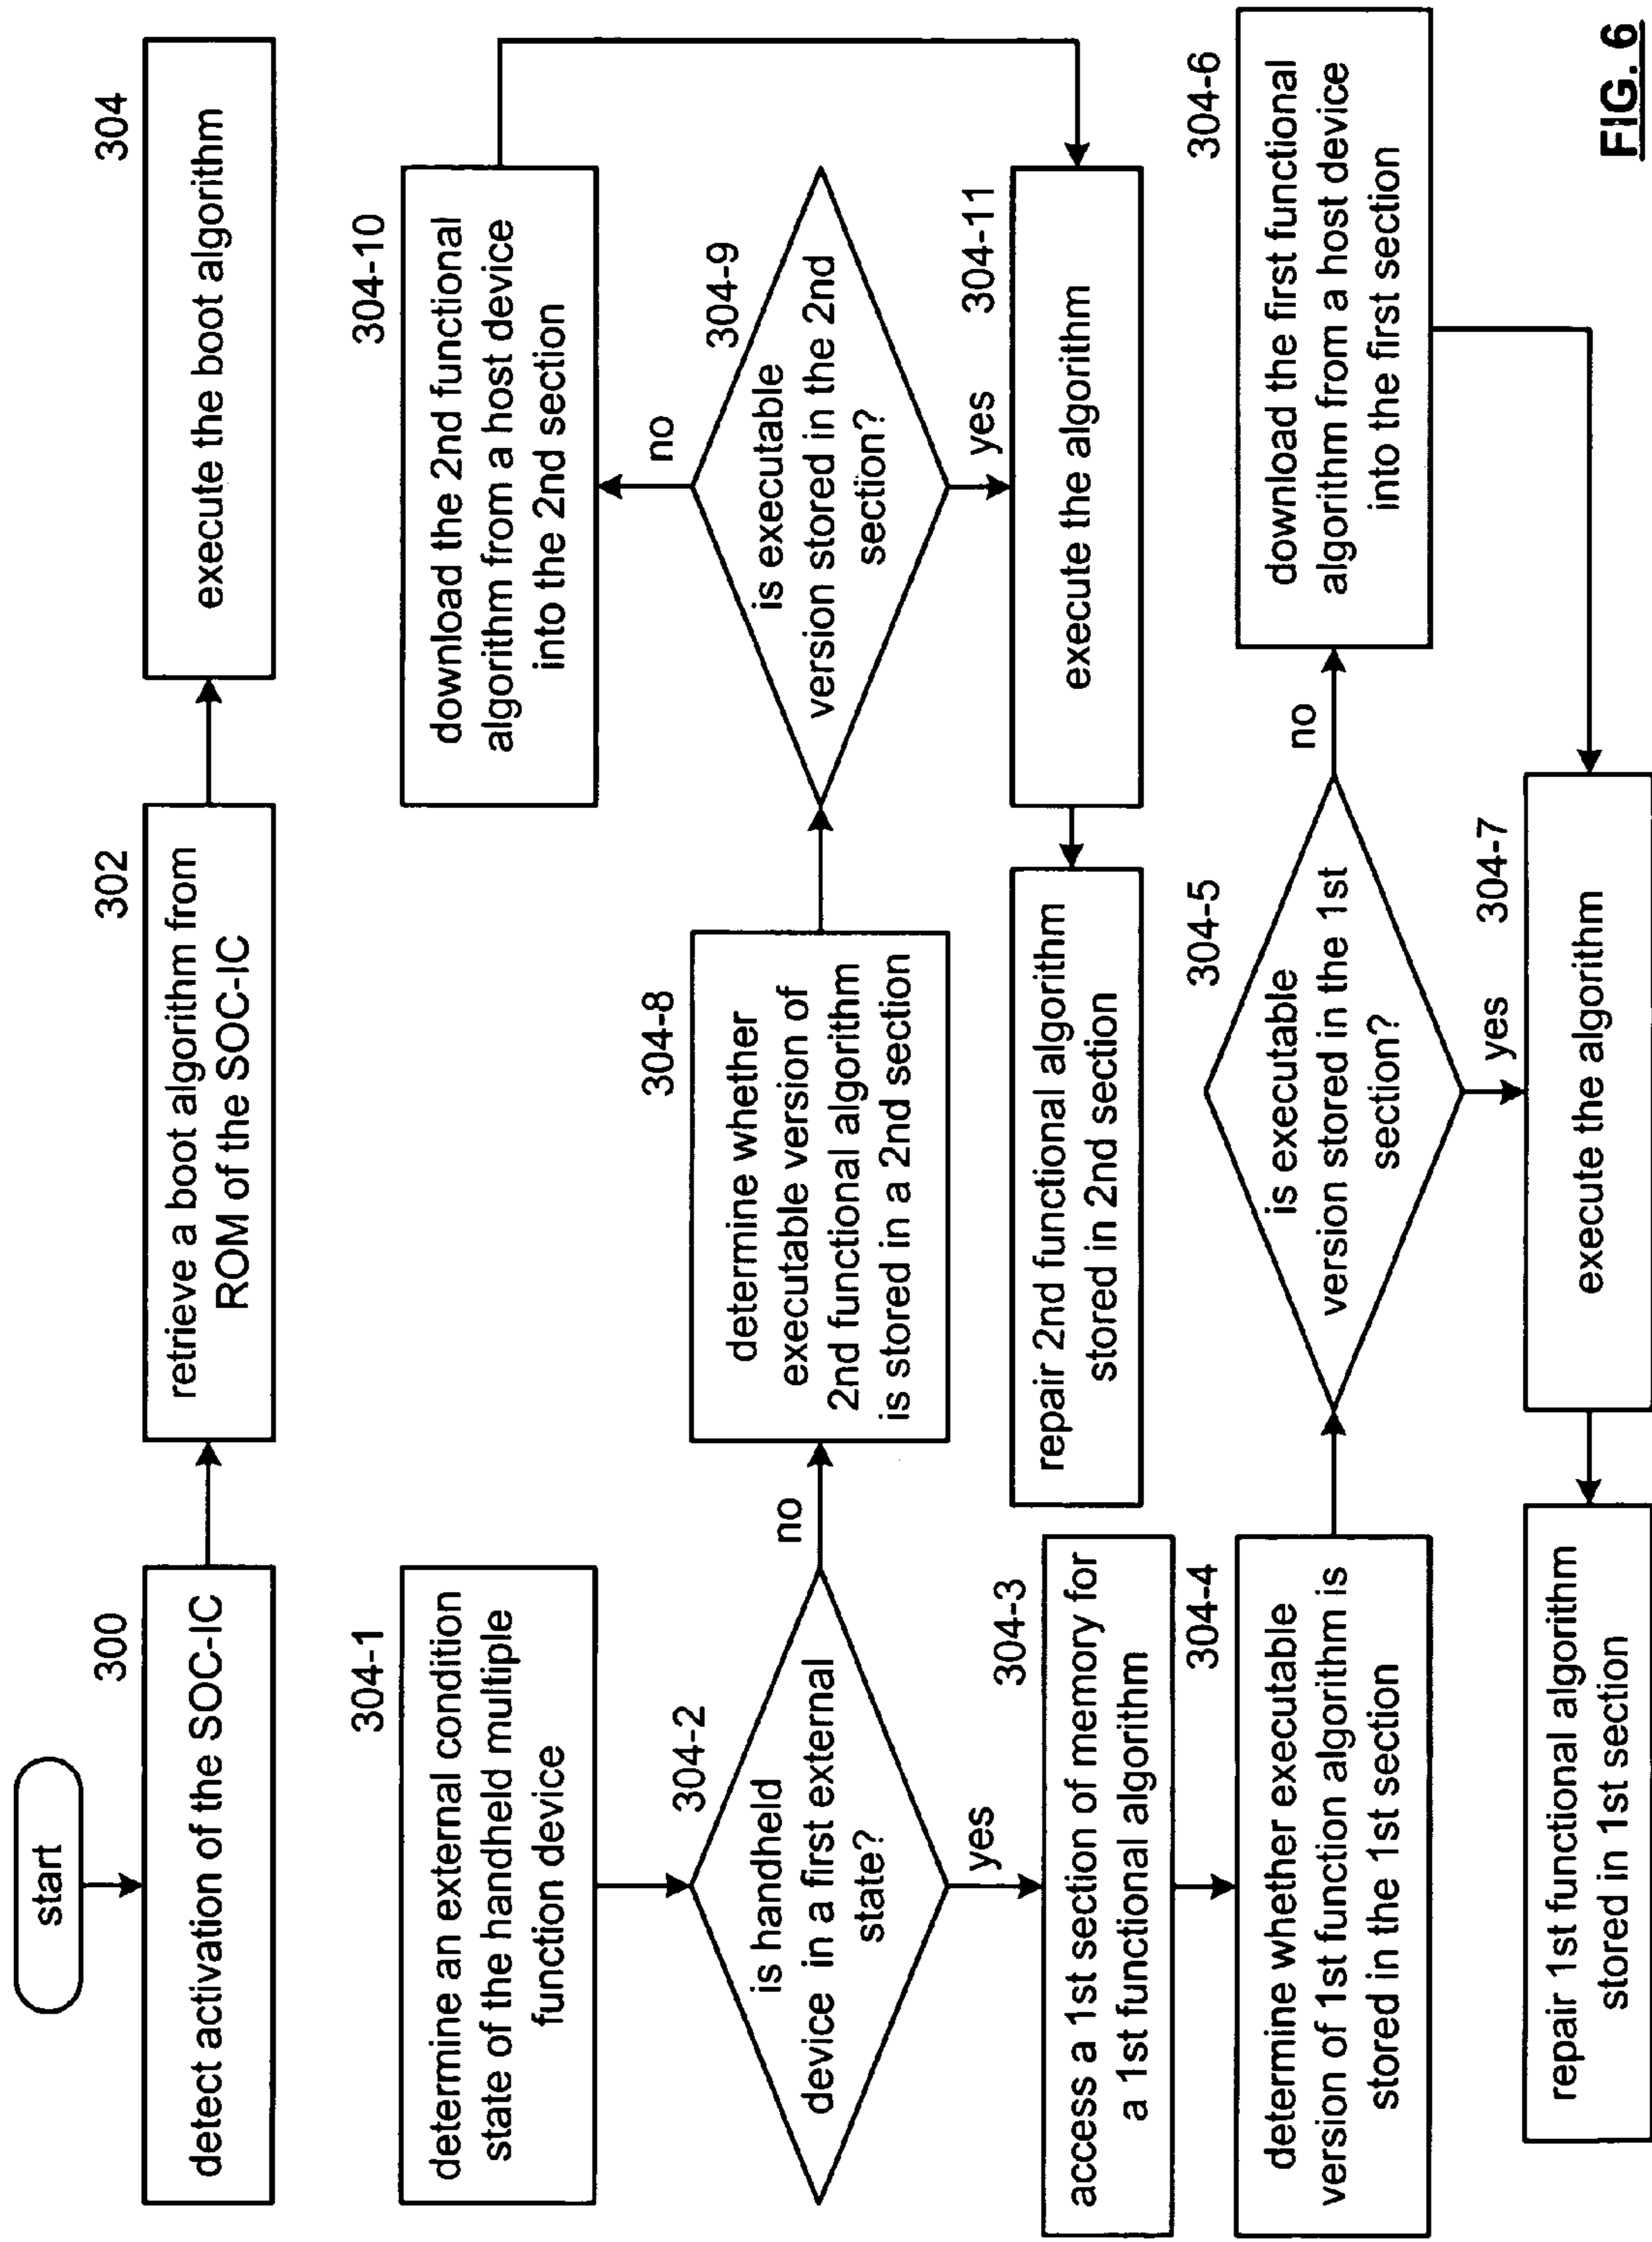 start
300
detect activation of the SOC-IC
302
retrieve a boot algorithm from
ROM of the SOC-IC
304
execute the boot algorithm
304-1
determine an external condition
state of the handheld multiple
function device
304-2
is handheld
device in a first external
state?
no
yes
304-8
determine whether
executable version of
2nd functional algorithm
is stored in a 2nd section
304-9
is executable
version stored in the 2nd
section?
no
yes
304-10
download the 2nd functional
algorithm from a host device
into the 2nd section
304-11
execute the algorithm
repair 2nd functional algorithm
stored in 2nd section
304-3
access a 1st section of memory for
a 1st functional algorithm
304-4
determine whether executable
version of 1st function algorithm is
stored in the 1st section
304-5
is executable
version stored in the 1st
section?
no
yes
304-6
download the first functional
algorithm from a host device
into the first section
304-7
execute the algorithm
repair 1st functional algorithm
stored in 1st section
FIG. 6